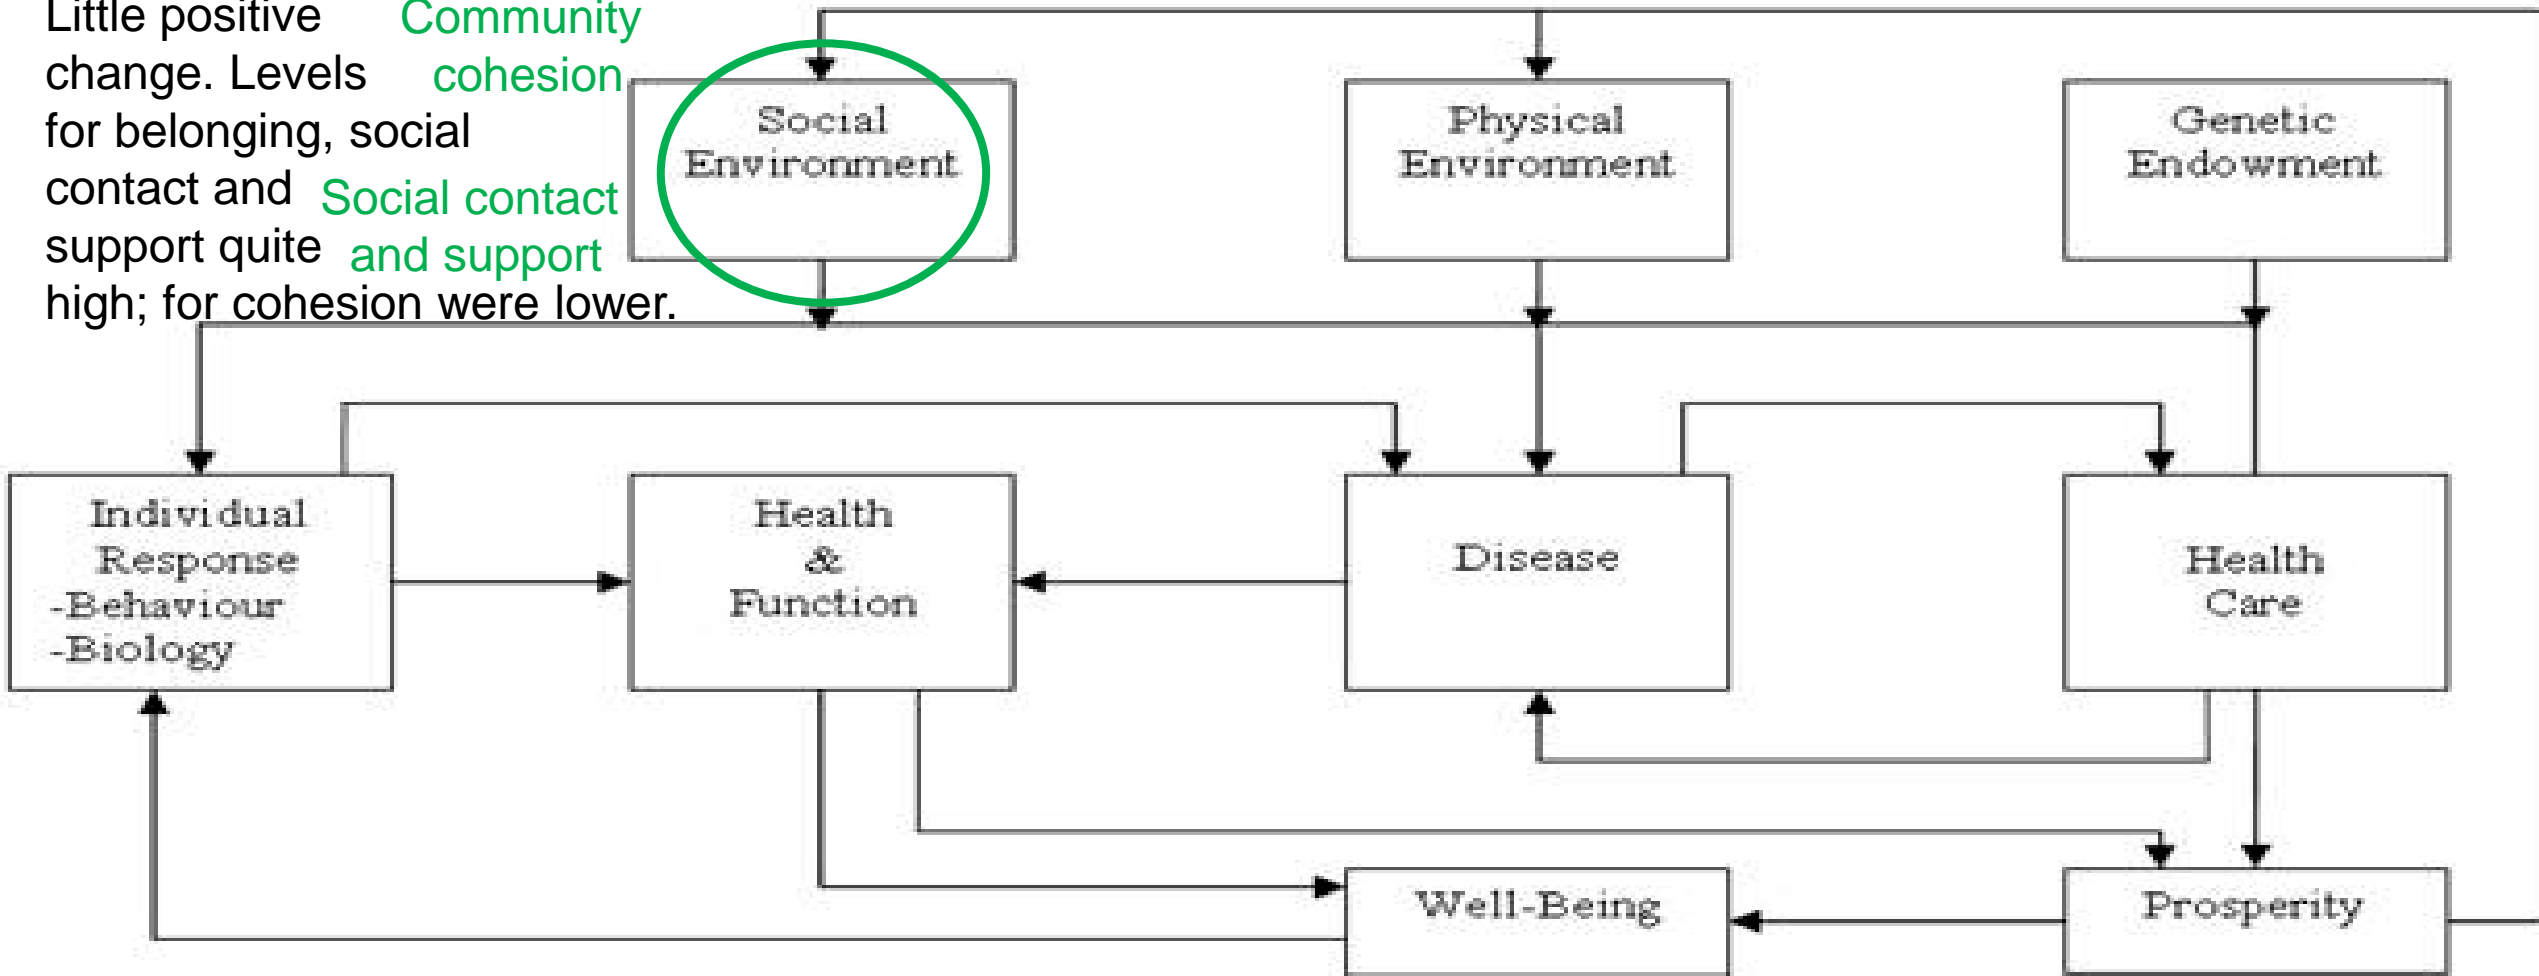 Little positive
change. Levels
for belonging, social
contact and
support quite
high; for cohesion were lower.
Community
cohesion
Social contact
and support
Social
Environment
Physical
Environment
Genetic
Endowment
Individual
Response
-Behaviour
-Biology
Health
&
Function
Disease
Health
Care
Well-Being
Prosperity